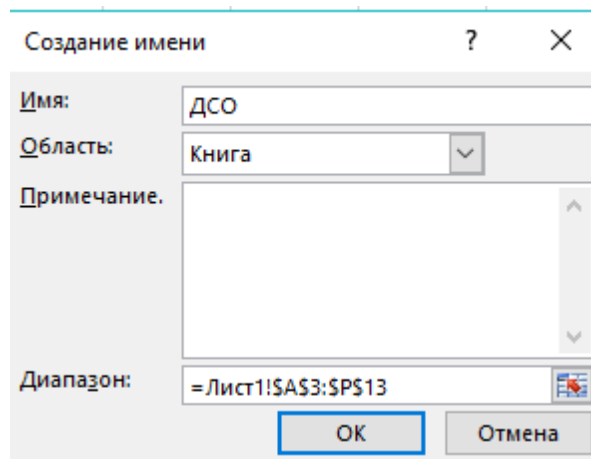 Создание имени ? ×
Имя: ДСО
Область: Книга
Примечание.
Диапазон: =Лист1!$A$3:$P$13
ОК Отмена